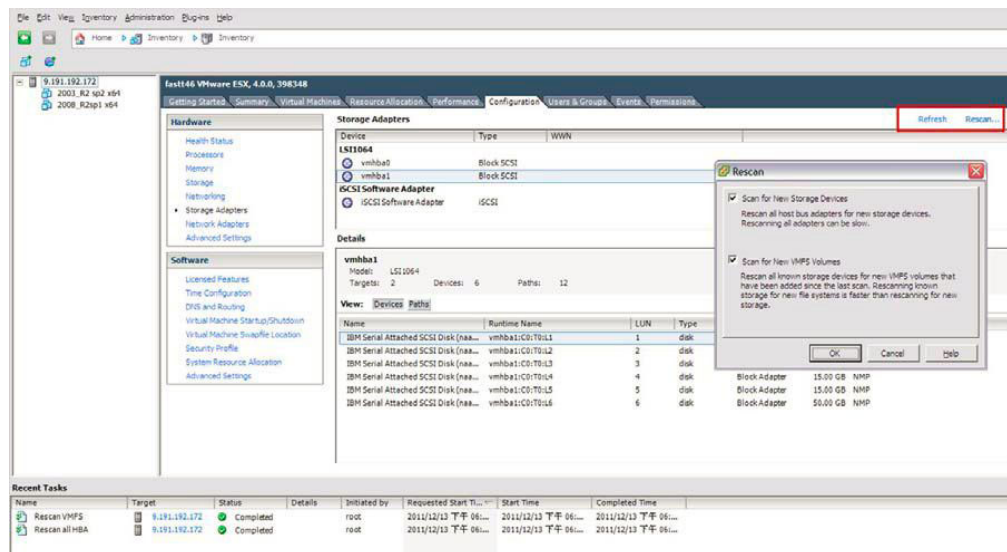 File Edit View Inventory Administration Plug-ins Help
Home Inventory Inventory
9.191.192.172
2003_R2 sp2 x64
2008_R2sp1 x64
fastt46 VMware ESX, 4.0.0, 398348
Getting Started Summary Virtual Machines Resource Allocation Performance Configuration Users & Groups Events Permissions
Hardware
Health Status
Processors
Memory
Storage
Networking
Storage Adapters
Network Adapters
Advanced Settings
Software
Licensed Features
Time Configuration
DNS and Routing
Virtual Machine Startup/Shutdown
Virtual Machine Swapfile Location
Security Profile
System Resource Allocation
Advanced Settings
Storage Adapters
Refresh Rescan...
Device Type WWN
LSI1064
vmhba0 Block SCSI
vmhba1 Block SCSI
iSCSI Software Adapter
iSCSI Software Adapter iSCSI
Details
vmhba1
Model: LSI1064
Targets: 2 Devices: 6 Paths: 12
View: Devices Paths
Name Runtime Name LUN Type
IBM Serial Attached SCSI Disk (naa... vmhba1:C0:T0:L1 1 disk
IBM Serial Attached SCSI Disk (naa... vmhba1:C0:T0:L2 2 disk
IBM Serial Attached SCSI Disk (naa... vmhba1:C0:T0:L3 3 disk
IBM Serial Attached SCSI Disk (naa... vmhba1:C0:T0:L4 4 disk Block Adapter 15.00 GB NMP
IBM Serial Attached SCSI Disk (naa... vmhba1:C0:T0:L5 5 disk Block Adapter 15.00 GB NMP
IBM Serial Attached SCSI Disk (naa... vmhba1:C0:T0:L6 6 disk Block Adapter 50.00 GB NMP
Rescan
Scan for New Storage Devices
Rescan all host bus adapters for new storage devices.
Rescanning all adapters can be slow.
Scan for New VMFS Volumes
Rescan all known storage devices for new VMFS volumes that
have been added since the last scan. Rescanning known
storage for new file systems is faster than rescanning for new
storage.
OK Cancel Help
Recent Tasks
Name Target Status Details Initiated by Requested Start Ti... Start Time Completed Time
Rescan VMFS 9.191.192.172 Completed root 2011/12/13 下午 06:... 2011/12/13 下午 06:... 2011/12/13 下午 06:...
Rescan all HBA 9.191.192.172 Completed root 2011/12/13 下午 06:... 2011/12/13 下午 06:... 2011/12/13 下午 06:...